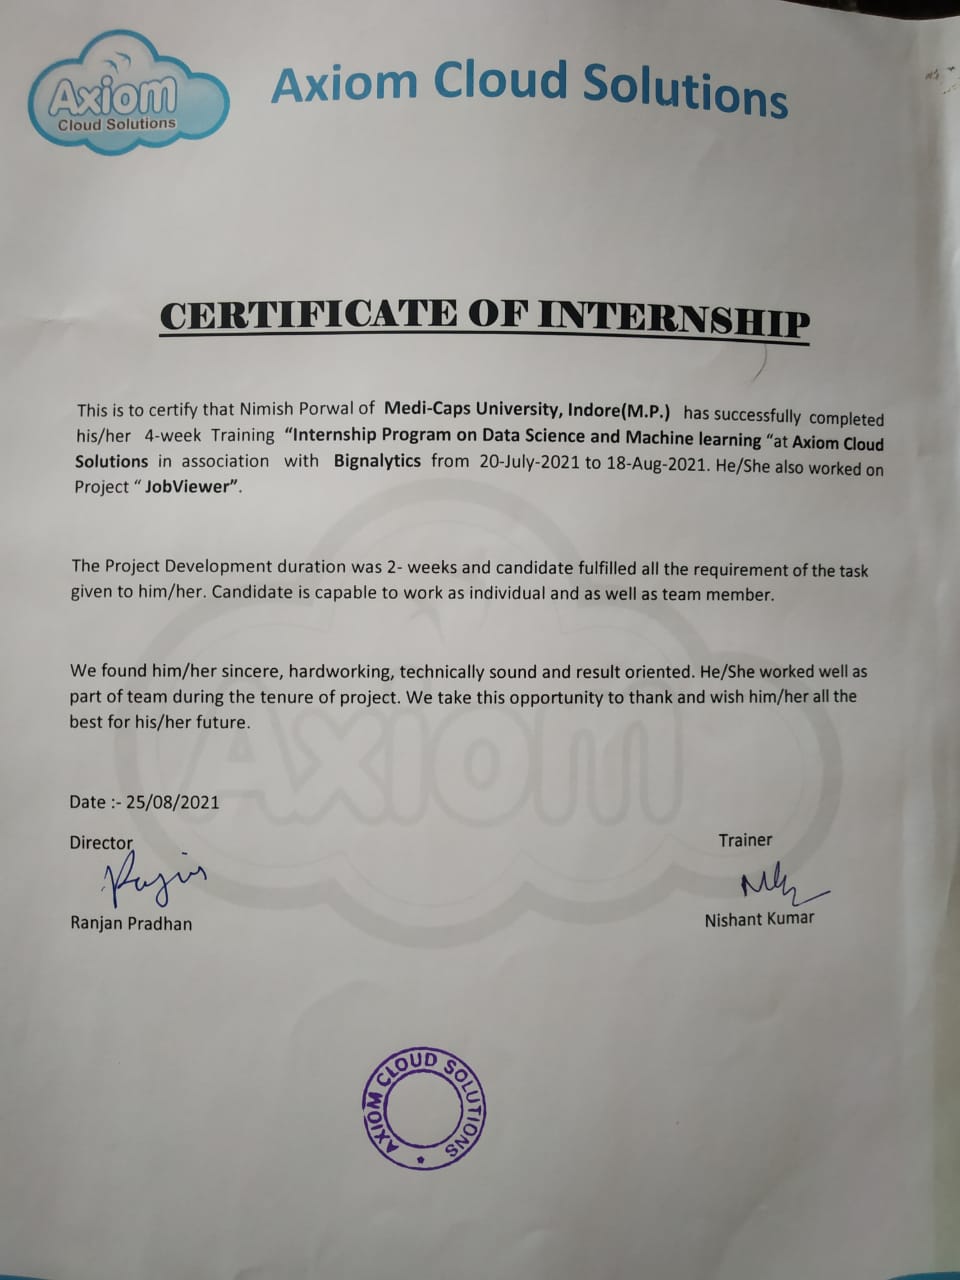 Axiom
Cloud Solutions
Axiom Cloud Solutions
CERTIFICATE OF INTERNSHIP
This is to certify that Nimish Porwal of Medi-Caps University, Indore(M.P.) has successfully completed
his/her 4-week Training “Internship Program on Data Science and Machine learning “at Axiom Cloud
Solutions in association with Bignalytics from 20-July-2021 to 18-Aug-2021. He/She also worked on
Project “ JobViewer”.
The Project Development duration was 2- weeks and candidate fulfilled all the requirement of the task
given to him/her. Candidate is capable to work as individual and as well as team member.
We found him/her sincere, hardworking, technically sound and result oriented. He/She worked well as
part of team during the tenure of project. We take this opportunity to thank and wish him/her all the
best for his/her future.
Axiom
Date :- 25/08/2021
Director
Trainer
Ranjan Pradhan
Nishant Kumar
AXIOM CLOUD SOLUTIONS